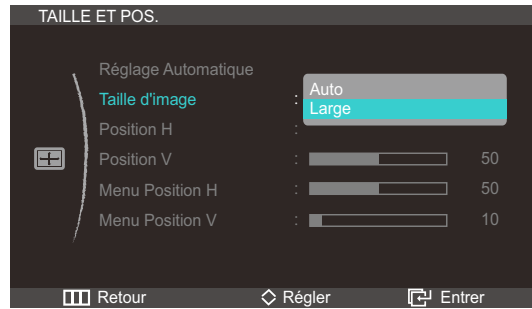 TAILLE ET POS.
Réglage Automatique
Taille d'image : Auto
Large
Position H :
Position V : 50
Menu Position H : 50
Menu Position V : 10
Retour Régler Entrer